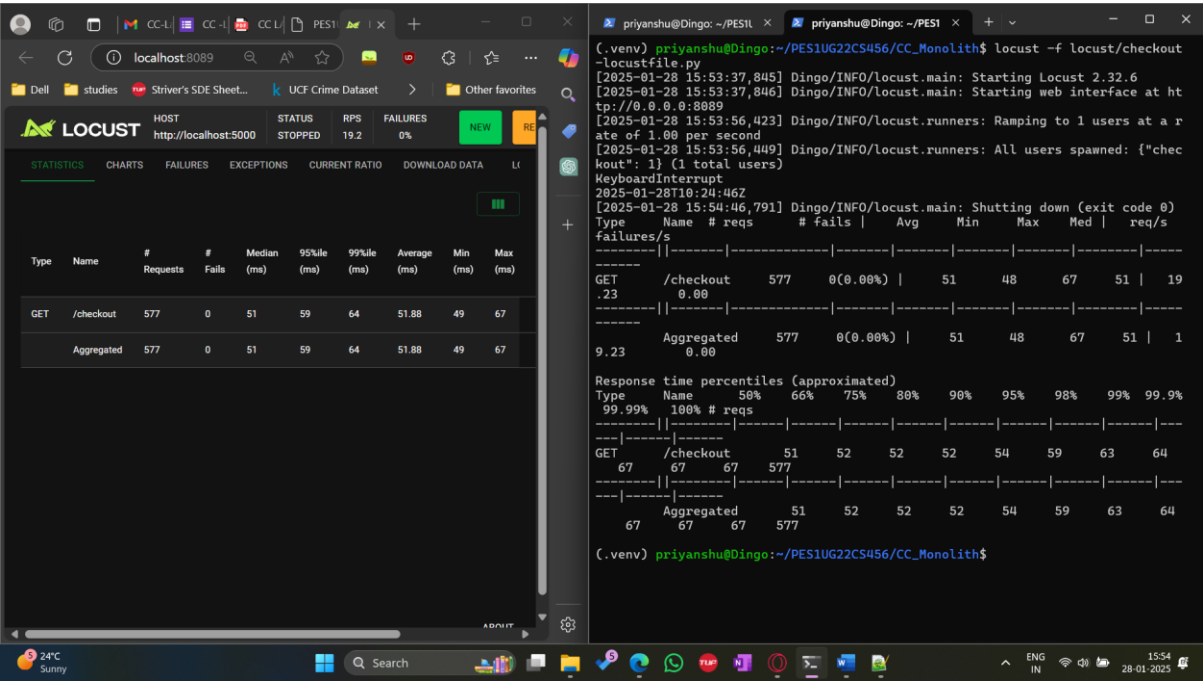 CC-L
CC -I
CC L/
PES1
localhost:8089
Dell
studies
Striver's SDE Sheet...
UCF Crime Dataset
Other favorites
LOCUST
HOST
http://localhost:5000
STATUS
STOPPED
RPS
19.2
FAILURES
0%
NEW
RE
STATISTICS CHARTS FAILURES EXCEPTIONS CURRENT RATIO DOWNLOAD DATA
Type Name # Requests # Fails Median (ms) 95%ile (ms) 99%ile (ms) Average (ms) Min (ms) Max (ms)
GET /checkout 577 0 51 59 64 51.88 49 67
Aggregated 577 0 51 59 64 51.88 49 67
ABOUT
priyanshu@Dingo: ~/PES1L
priyanshu@Dingo: ~/PES1
(.venv) priyanshu@Dingo:~/PES1UG22CS456/CC_Monolith$ locust -f locust/checkout
-locustfile.py
[2025-01-28 15:53:37,845] Dingo/INFO/locust.main: Starting Locust 2.32.6
[2025-01-28 15:53:37,846] Dingo/INFO/locust.main: Starting web interface at ht
tp://0.0.0.0:8089
[2025-01-28 15:53:56,423] Dingo/INFO/locust.runners: Ramping to 1 users at a r
ate of 1.00 per second
[2025-01-28 15:53:56,449] Dingo/INFO/locust.runners: All users spawned: {"chec
kout": 1} (1 total users)
KeyboardInterrupt
2025-01-28T10:24:46Z
[2025-01-28 15:54:46,791] Dingo/INFO/locust.main: Shutting down (exit code 0)
Type Name # reqs # fails | Avg Min Max Med | req/s
failures/s
--------||-------|-------------|-------|-------|-------|-------|--------|-----
------
GET /checkout 577 0(0.00%) | 51 48 67 51 | 19
.23 0.00
--------||-------|-------------|-------|-------|-------|-------|--------|-----
------
Aggregated 577 0(0.00%) | 51 48 67 51 | 1
9.23 0.00
Response time percentiles (approximated)
Type Name 50% 66% 75% 80% 90% 95% 98% 99% 99.9%
99.99% 100% # reqs
--------||--------|------|------|------|------|------|------|------|------|---
---|------|------
GET /checkout 51 52 52 52 54 59 63 64
67 67 67 577
--------||--------|------|------|------|------|------|------|------|------|---
---|------|------
Aggregated 51 52 52 52 54 59 63 64
67 67 67 577
(.venv) priyanshu@Dingo:~/PES1UG22CS456/CC_Monolith$
5
24°C
Sunny
Search
5
ENG
IN
15:54
28-01-2025